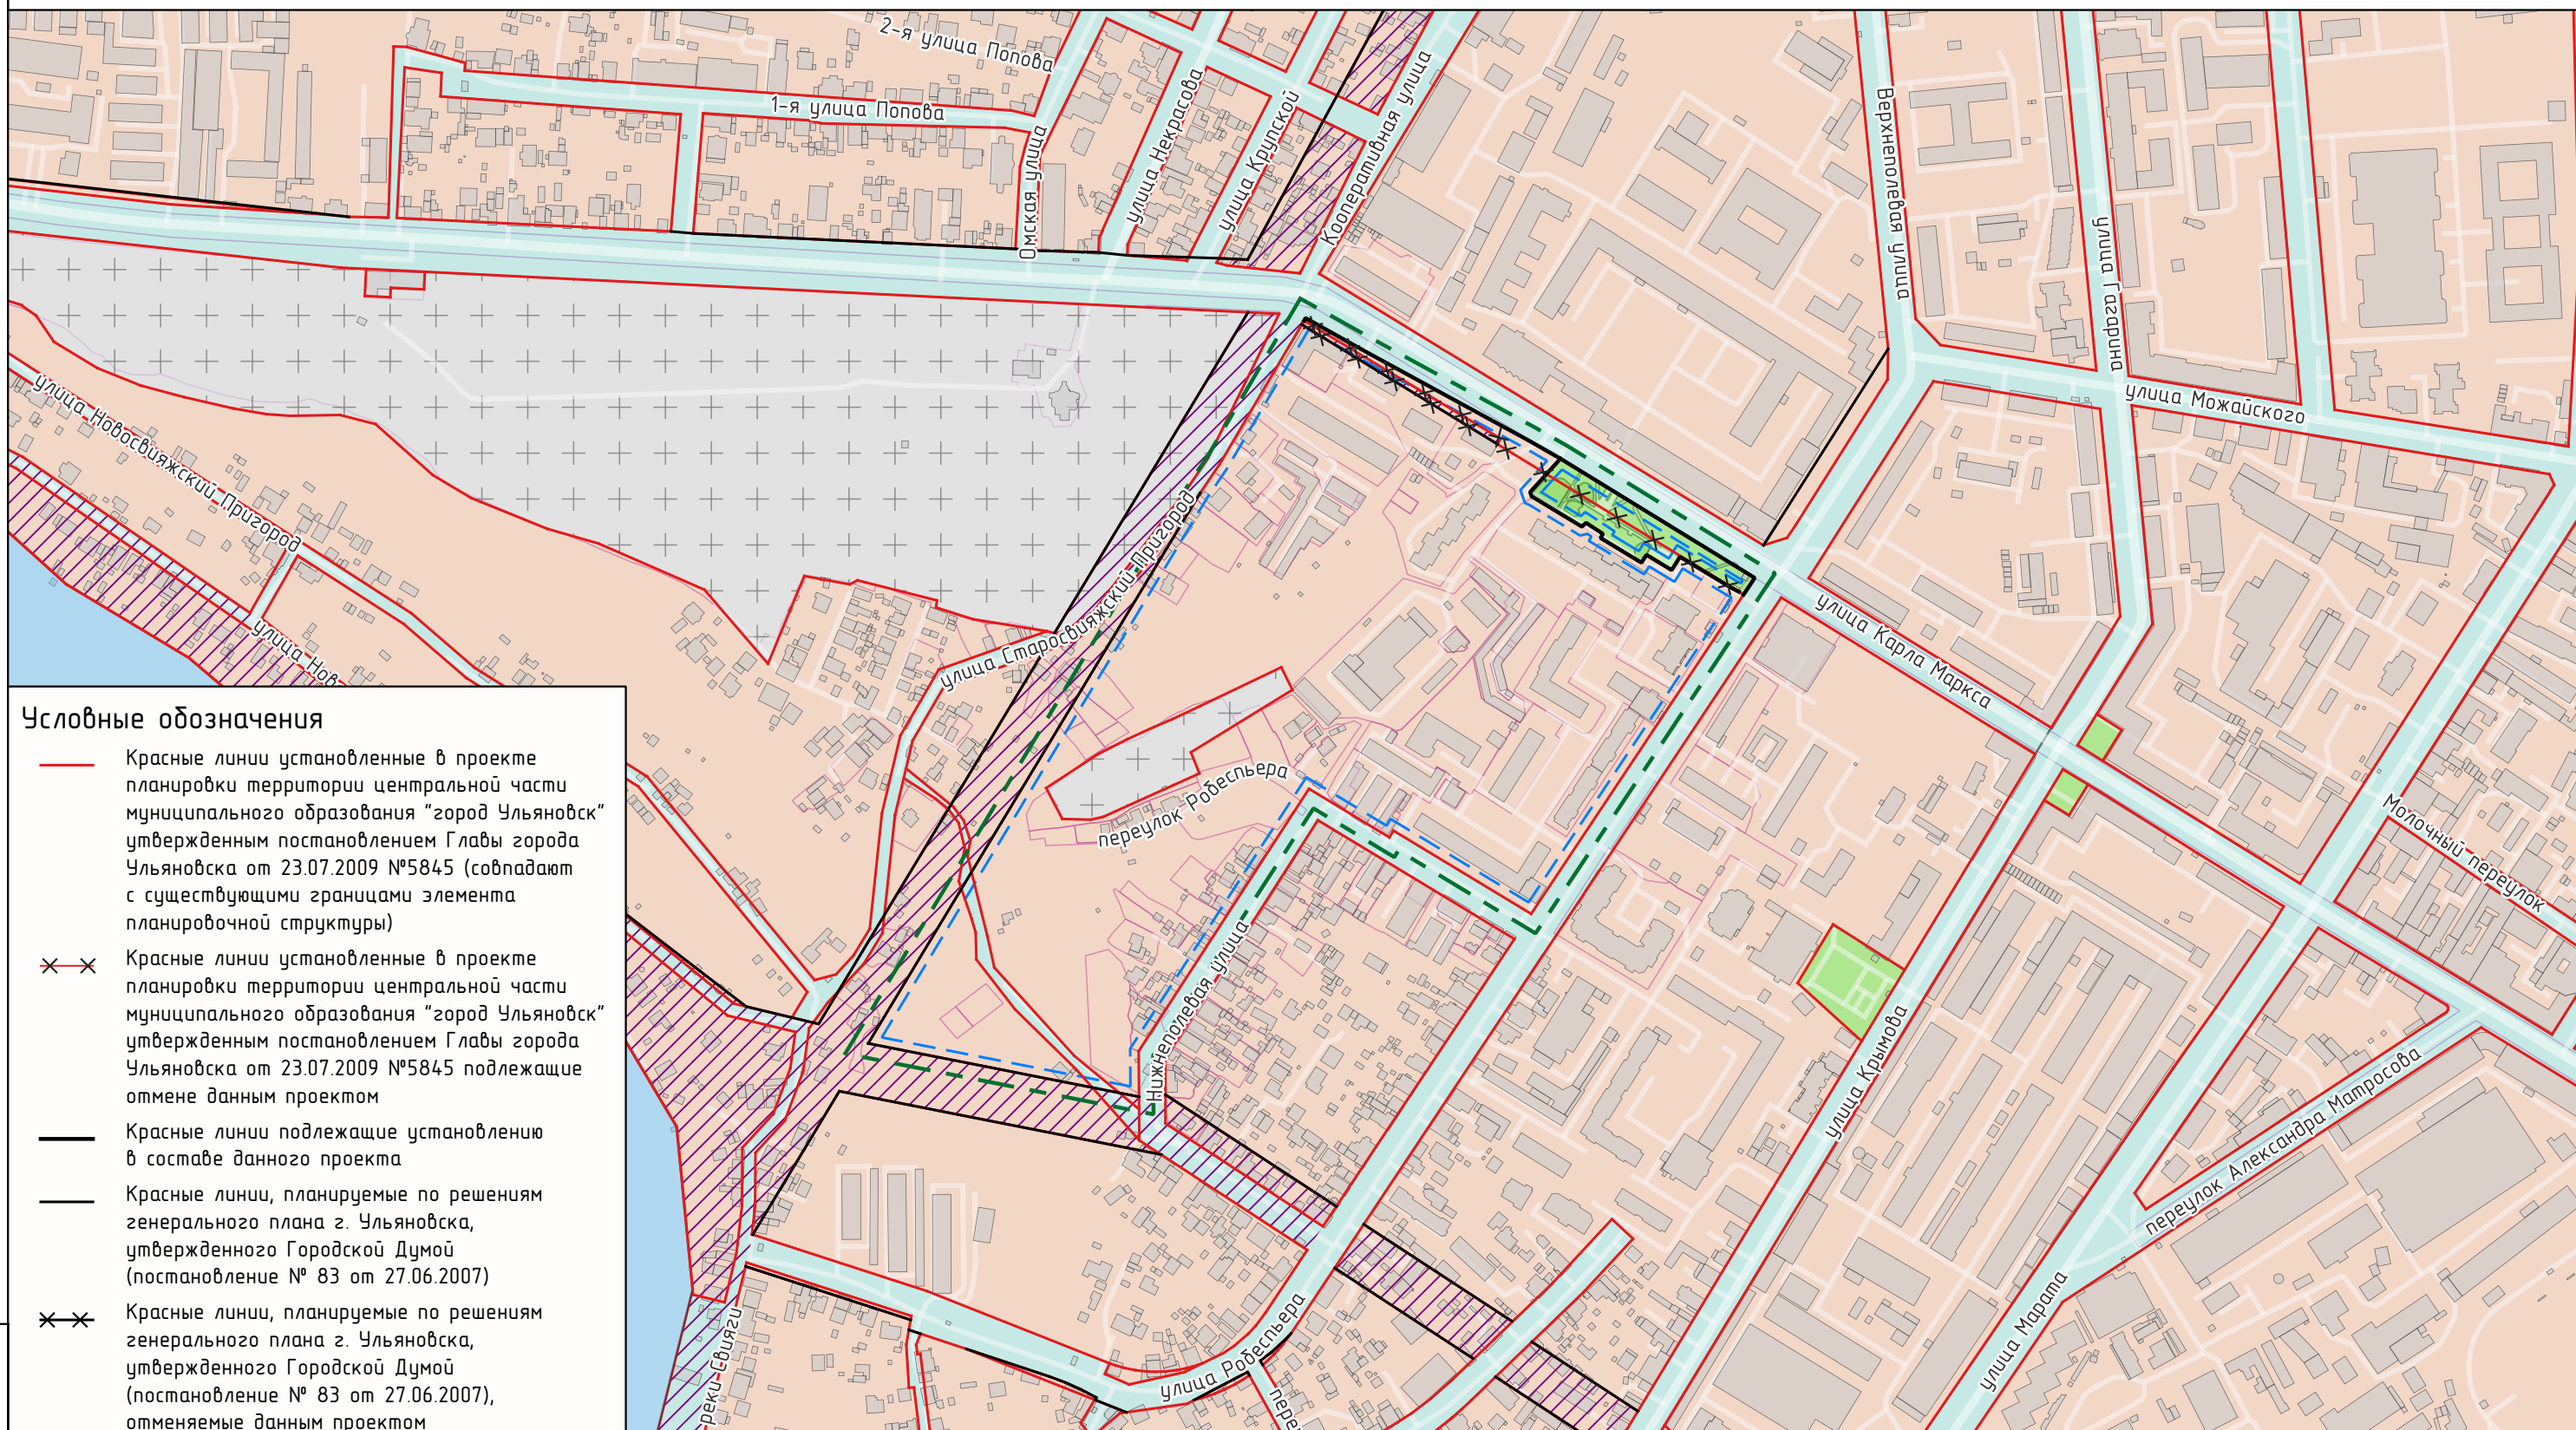 2-я улица Попова
1-я улица Попова
Омская улица
улица Некрасова
улица Крупской
Кооперативная улица
Верхнеполевая улица
улица Гагарина
улица Можайского
улица Новосвияжский Пригород
улица Нов
улица Старосвияжский Пригород
улица Карла Маркса
переулок Робеспьера
Молочный переулок
Нижнеполевая улица
улица Крымова
переулок Александра Матросова
улица Марата
улица Робеспьера
пере
реки Свияги
Условные обозначения
Красные линии установленные в проекте
планировки территории центральной части
муниципального образования "город Ульяновск"
утвержденным постановлением Главы города
Ульяновска от 23.07.2009 №5845 (совпадают
с существующими границами элемента
планировочной структуры)
Красные линии установленные в проекте
планировки территории центральной части
муниципального образования "город Ульяновск"
утвержденным постановлением Главы города
Ульяновска от 23.07.2009 №5845 подлежащие
отмене данным проектом
Красные линии подлежащие установлению
в составе данного проекта
Красные линии, планируемые по решениям
генерального плана г. Ульяновска,
утвержденного Городской Думой
(постановление № 83 от 27.06.2007)
Красные линии, планируемые по решениям
генерального плана г. Ульяновска,
утвержденного Городской Думой
(постановление № 83 от 27.06.2007),
отменяемые данным проектом